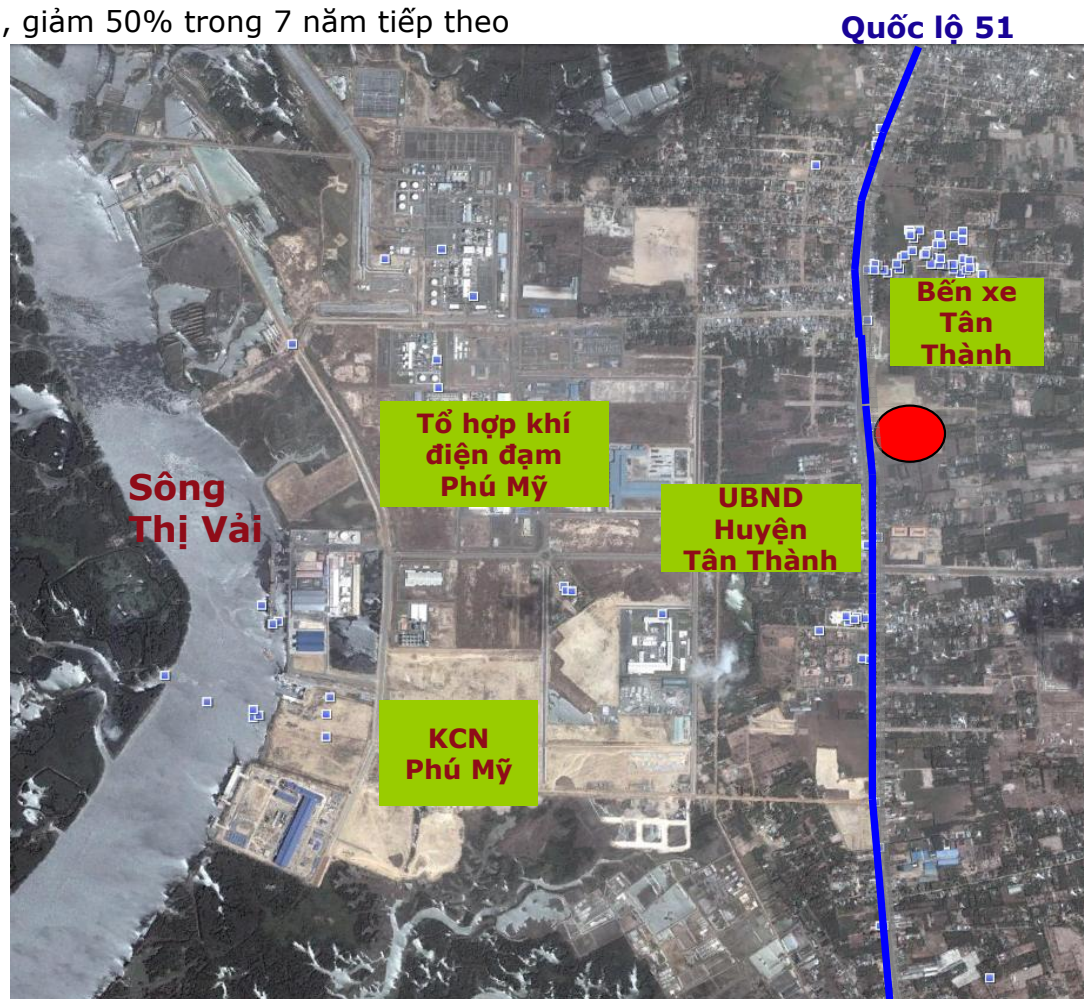 , giảm 50% trong 7 năm tiếp theo
Quốc lộ 51
Bến xe
Tân
Thành
Tổ hợp khí
điện đạm
Phú Mỹ
Sông
Thị Vải
UBND
Huyện
Tân Thành
KCN
Phú Mỹ